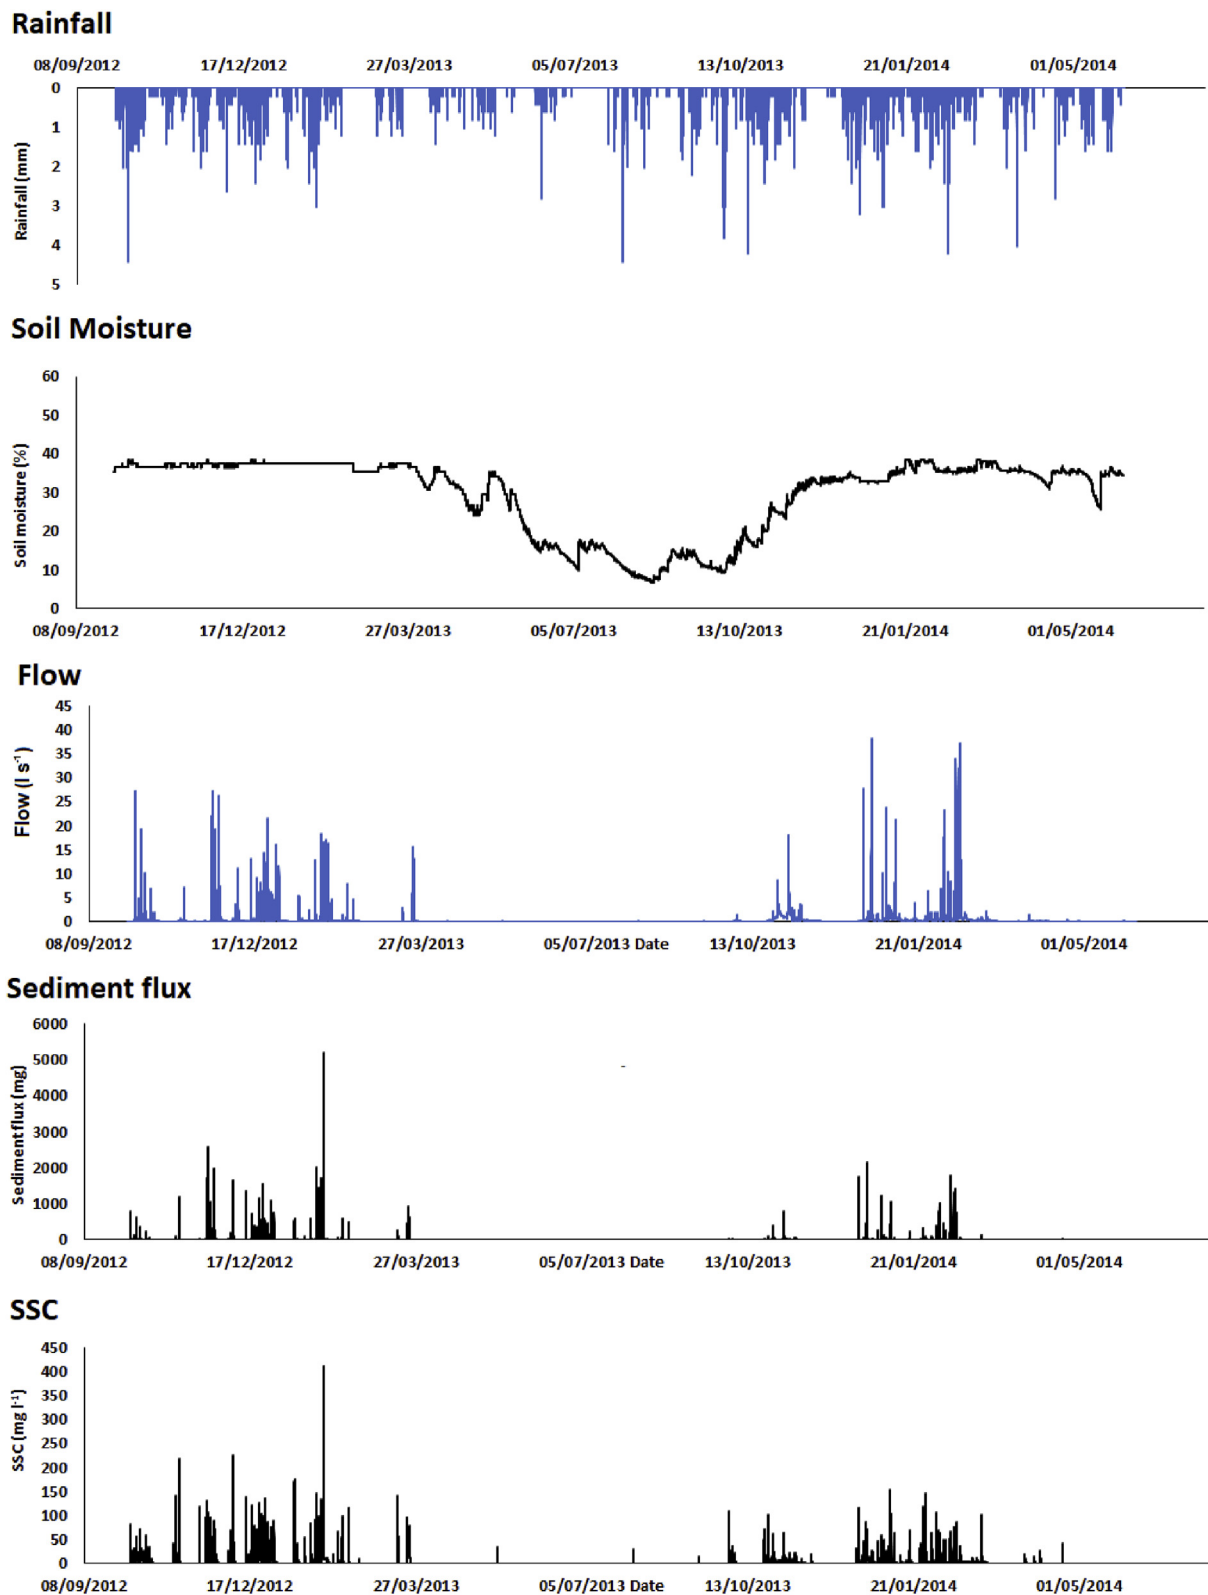 Rainfall
08/09/2012 17/12/2012 27/03/2013 05/07/2013 13/10/2013 21/01/2014 01/05/2014
0
1
2
3
4
5
Rainfall (mm)
Soil Moisture
60
50
40
30
20
10
0
Soil moisture (%)
08/09/2012 17/12/2012 27/03/2013 05/07/2013 13/10/2013 21/01/2014 01/05/2014
Flow
45
40
35
30
25
20
15
10
5
0
Flow (l s-1)
08/09/2012 17/12/2012 27/03/2013 05/07/2013 Date 13/10/2013 21/01/2014 01/05/2014
Sediment flux
6000
5000
4000
3000
2000
1000
0
Sediment flux (mg)
08/09/2012 17/12/2012 27/03/2013 05/07/2013 Date 13/10/2013 21/01/2014 01/05/2014
SSC
450
400
350
300
250
200
150
100
50
0
SSC (mg l-1)
08/09/2012 17/12/2012 27/03/2013 05/07/2013 Date 13/10/2013 21/01/2014 01/05/2014